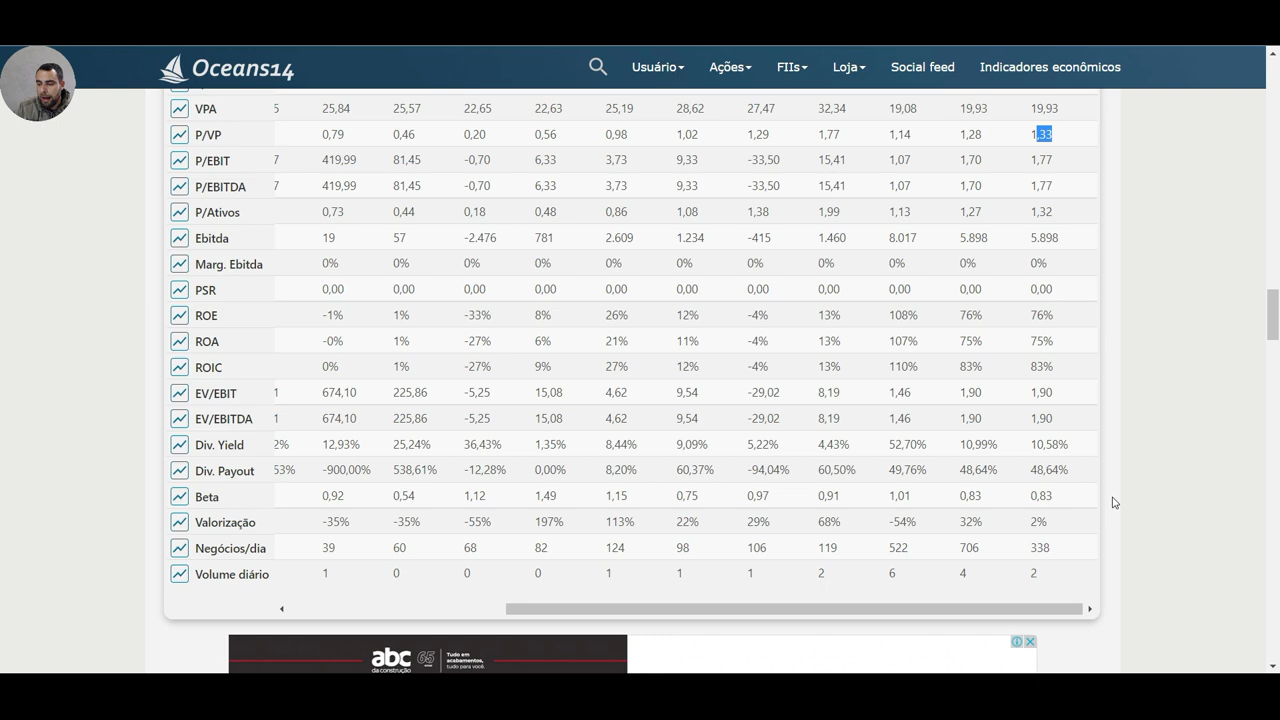 Oceans14 Usuário Ações FIIs Loja Social feed Indicadores econômicos
VPA 5 25,84 25,57 22,65 22,63 25,19 28,62 27,47 32,34 19,08 19,93 19,93
P/VP 0,79 0,46 0,20 0,56 0,98 1,02 1,29 1,77 1,14 1,28 1,33
P/EBIT 7 419,99 81,45 -0,70 6,33 3,73 9,33 -33,50 15,41 1,07 1,70 1,77
P/EBITDA 7 419,99 81,45 -0,70 6,33 3,73 9,33 -33,50 15,41 1,07 1,70 1,77
P/Ativos 0,73 0,44 0,18 0,48 0,86 1,08 1,38 1,99 1,13 1,27 1,32
Ebitda 19 57 -2.476 781 2.609 1.234 -415 1.460 8.017 5.898 5.898
Marg. Ebitda 0% 0% 0% 0% 0% 0% 0% 0% 0% 0% 0%
PSR 0,00 0,00 0,00 0,00 0,00 0,00 0,00 0,00 0,00 0,00 0,00
ROE -1% 1% -33% 8% 26% 12% -4% 13% 108% 76% 76%
ROA -0% 1% -27% 6% 21% 11% -4% 13% 107% 75% 75%
ROIC 0% 1% -27% 9% 27% 12% -4% 13% 110% 83% 83%
EV/EBIT 1 674,10 225,86 -5,25 15,08 4,62 9,54 -29,02 8,19 1,46 1,90 1,90
EV/EBITDA 1 674,10 225,86 -5,25 15,08 4,62 9,54 -29,02 8,19 1,46 1,90 1,90
Div. Yield 2% 12,93% 25,24% 36,43% 1,35% 8,44% 9,09% 5,22% 4,43% 52,70% 10,99% 10,58%
Div. Payout 53% -900,00% 538,61% -12,28% 0,00% 8,20% 60,37% -94,04% 60,50% 49,76% 48,64% 48,64%
Beta 0,92 0,54 1,12 1,49 1,15 0,75 0,97 0,91 1,01 0,83 0,83
Valorização -35% -35% -55% 197% 113% 22% 29% 68% -54% 32% 2%
Negócios/dia 39 60 68 82 124 98 106 119 522 706 338
Volume diário 1 0 0 0 1 1 1 2 6 4 2
abc da construção 65 anos
Tudo em
acabamentos,
tudo para você.